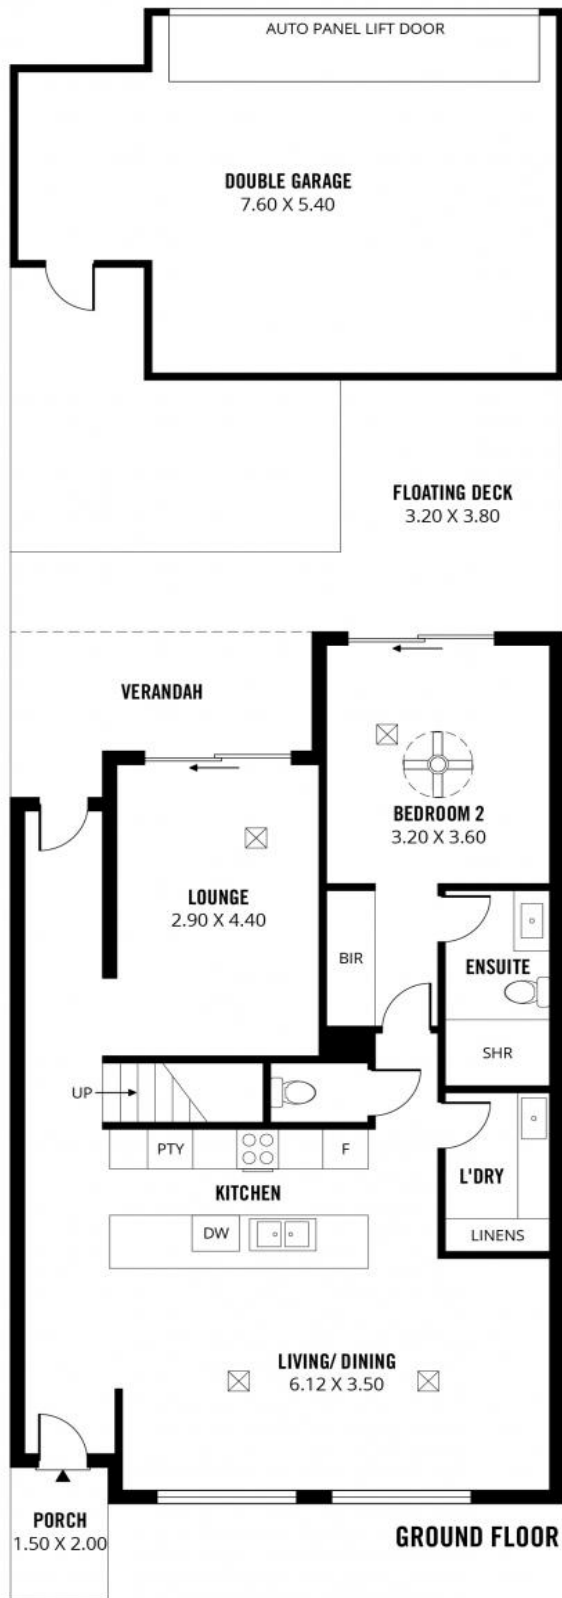 AUTO PANEL LIFT DOOR
DOUBLE GARAGE
7.60 X 5.40
FLOATING DECK
3.20 X 3.80
VERANDAH
BEDROOM 2
3.20 X 3.60
LOUNGE
2.90 X 4.40
BIR
ENSUITE
SHR
UP
PTY
F
KITCHEN
L'DRY
DW
LINENS
LIVING/ DINING
6.12 X 3.50
PORCH
1.50 X 2.00
GROUND FLOOR